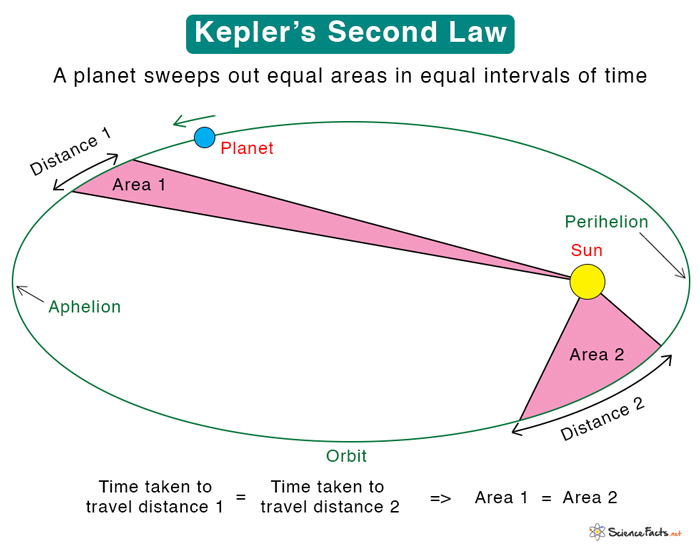 Kepler's Second Law
A planet sweeps out equal areas in equal intervals of time
Distance 1
Planet
Area 1
Perihelion
Sun
Aphelion
Area 2
Distance 2
Orbit
Time taken to travel distance 1 = Time taken to travel distance 2 => Area 1 = Area 2
ScienceFacts.net